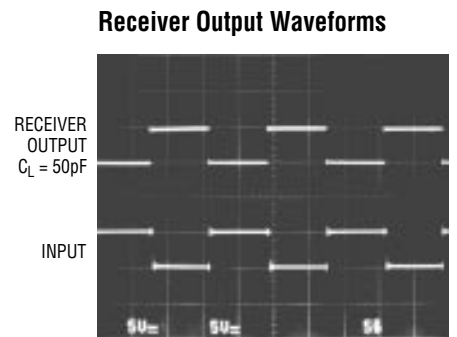 Receiver Output Waveforms
RECEIVER
OUTPUT
C_L = 50pF
INPUT
5V= 5V=